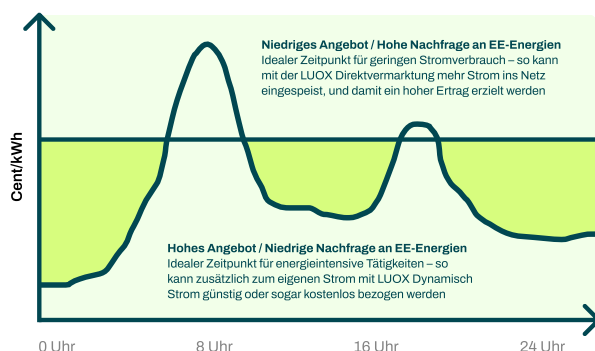 Niedriges Angebot / Hohe Nachfrage an EE-Energien
Idealer Zeitpunkt für geringen Stromverbrauch – so kann
mit der LUOX Direktvermarktung mehr Strom ins Netz
eingespeist, und damit ein hoher Ertrag erzielt werden
Cent/kWh
Hohes Angebot / Niedrige Nachfrage an EE-Energien
Idealer Zeitpunkt für energieintensive Tätigkeiten – so
kann zusätzlich zum eigenen Strom mit LUOX Dynamisch
Strom günstig oder sogar kostenlos bezogen werden
0 Uhr 8 Uhr 16 Uhr 24 Uhr